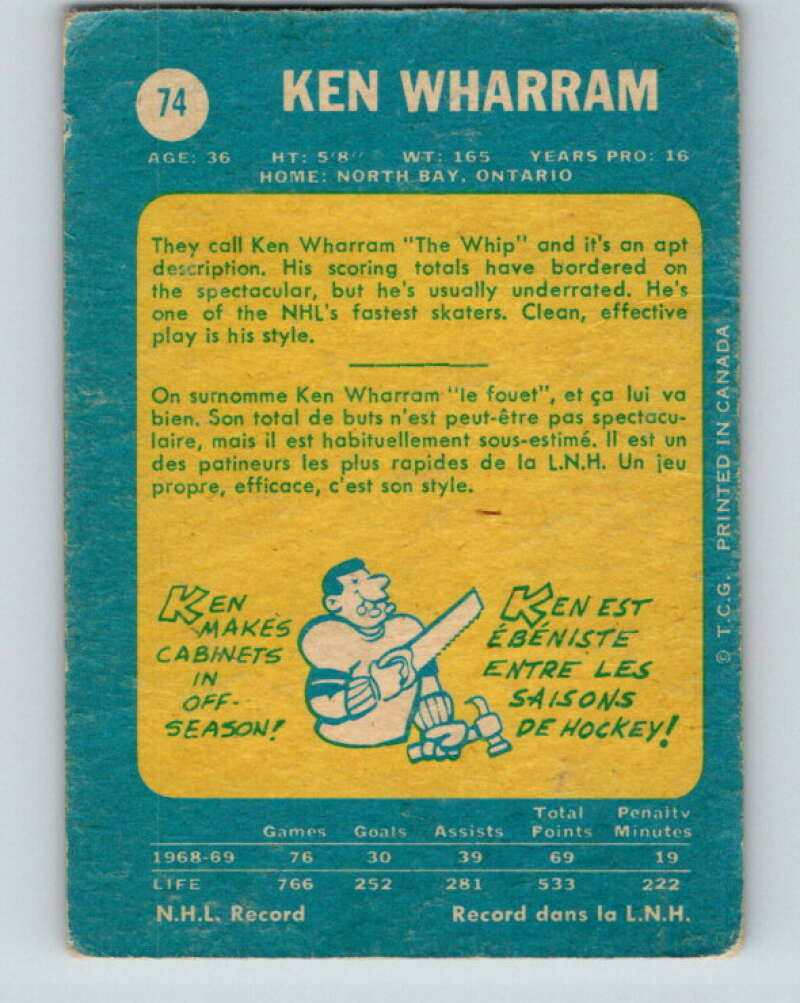 74
KEN WHARRAM
AGE: 36 HT: 5'8" WT: 165 YEARS PRO: 16
HOME: NORTH BAY, ONTARIO
They call Ken Wharram "The Whip" and it's an apt
description. His scoring totals have bordered on
the spectacular, but he's usually underrated. He's
one of the NHL's fastest skaters. Clean, effective
play is his style.
On surnomme Ken Wharram "le fouet", et ça lui va
bien. Son total de buts n'est peut-être pas spectacu-
laire, mais il est habituellement sous-estimé. Il est un
des patineurs les plus rapides de la L.N.H. Un jeu
propre, efficace, c'est son style.
KEN
MAKES
CABINETS
IN
OFF-
SEASON!
KEN EST
ÉBÉNISTE
ENTRE LES
SAISONS
DE HOCKEY!
© T.C.G. PRINTED IN CANADA
Total Penalty
Games Goals Assists Points Minutes
1968-69 76 30 39 69 19
LIFE 766 252 281 533 222
N.H.L. Record Record dans la L.N.H.